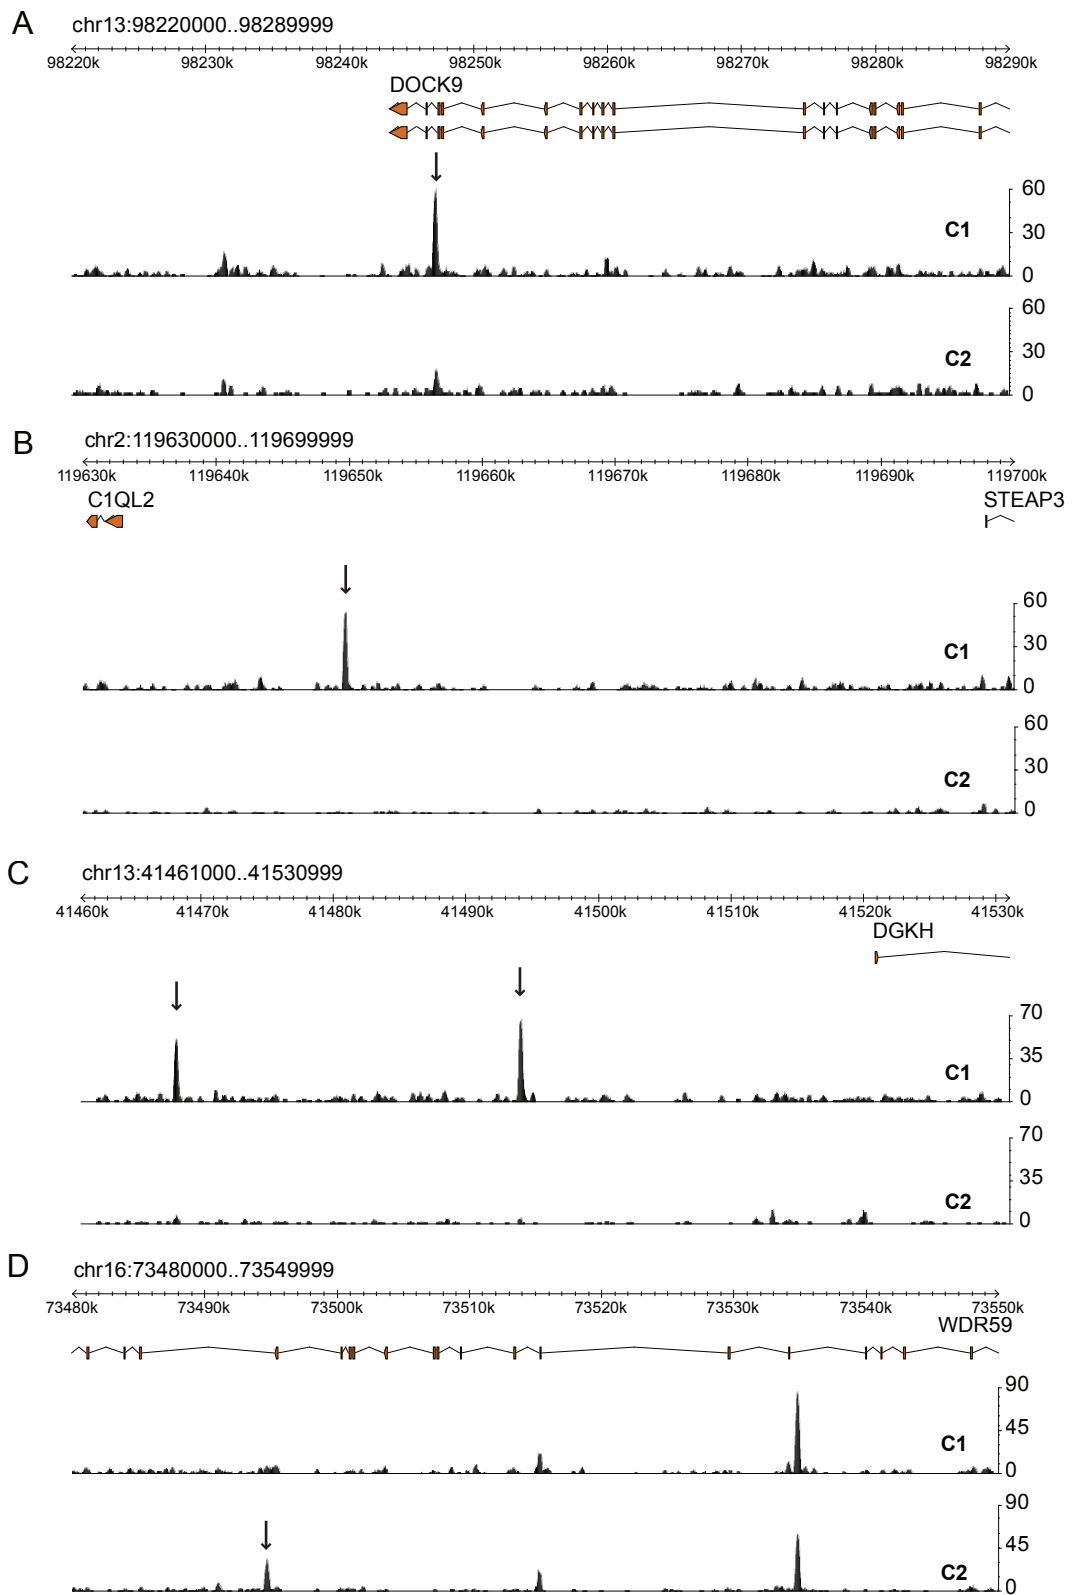 A
chr13:98220000..98289999
98220k 98230k 98240k 98250k 98260k 98270k 98280k 98290k
DOCK9
60
C1
30
0
60
C2
30
0
B
chr2:119630000..119699999
119630k 119640k 119650k 119660k 119670k 119680k 119690k 119700k
C1QL2 STEAP3
60
C1
30
0
60
C2
30
0
C
chr13:41461000..41530999
41460k 41470k 41480k 41490k 41500k 41510k 41520k 41530k
DGKH
70
35
C1
0
70
35
C2
0
D
chr16:73480000..73549999
73480k 73490k 73500k 73510k 73520k 73530k 73540k 73550k
WDR59
90
45
C1
0
90
45
C2
0